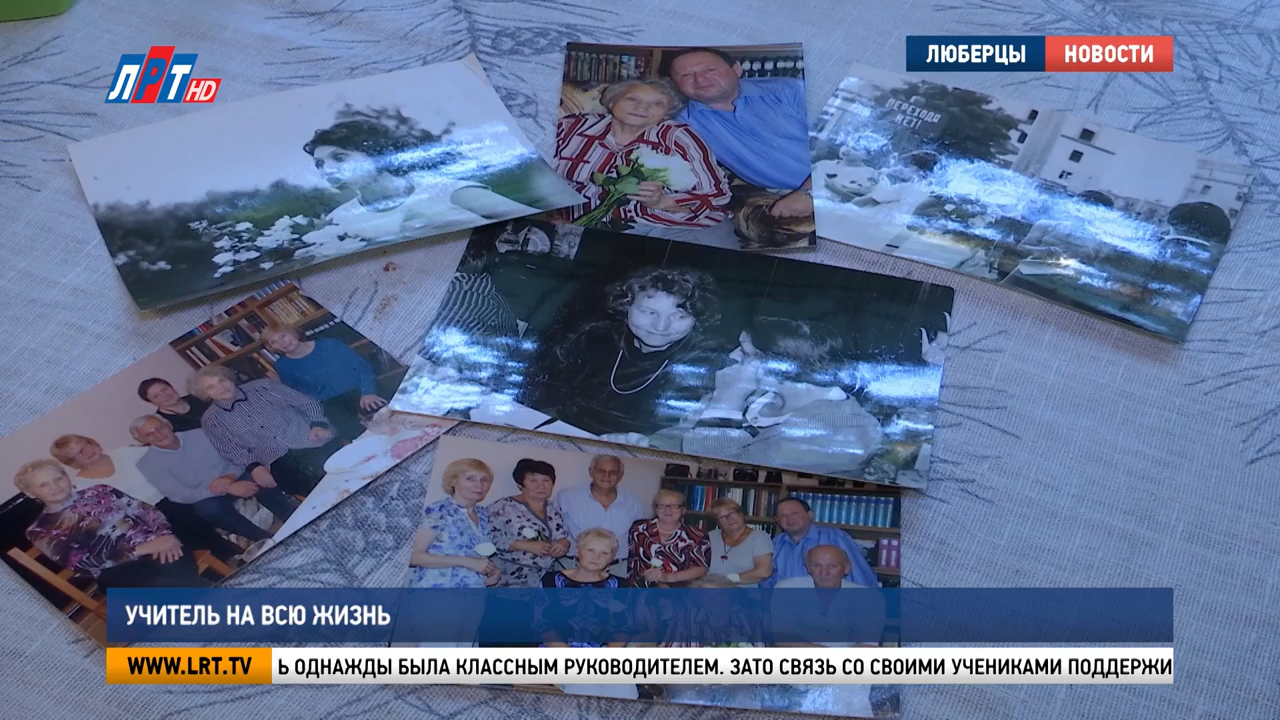 ЛРТ HD
ЛЮБЕРЦЫ НОВОСТИ
ПЕРЕХОДА
НЕТ!
УЧИТЕЛЬ НА ВСЮ ЖИЗНЬ
WWW.LRT.TV Ь ОДНАЖДЫ БЫЛА КЛАССНЫМ РУКОВОДИТЕЛЕМ. ЗАТО СВЯЗЬ СО СВОИМИ УЧЕНИКАМИ ПОДДЕРЖИ